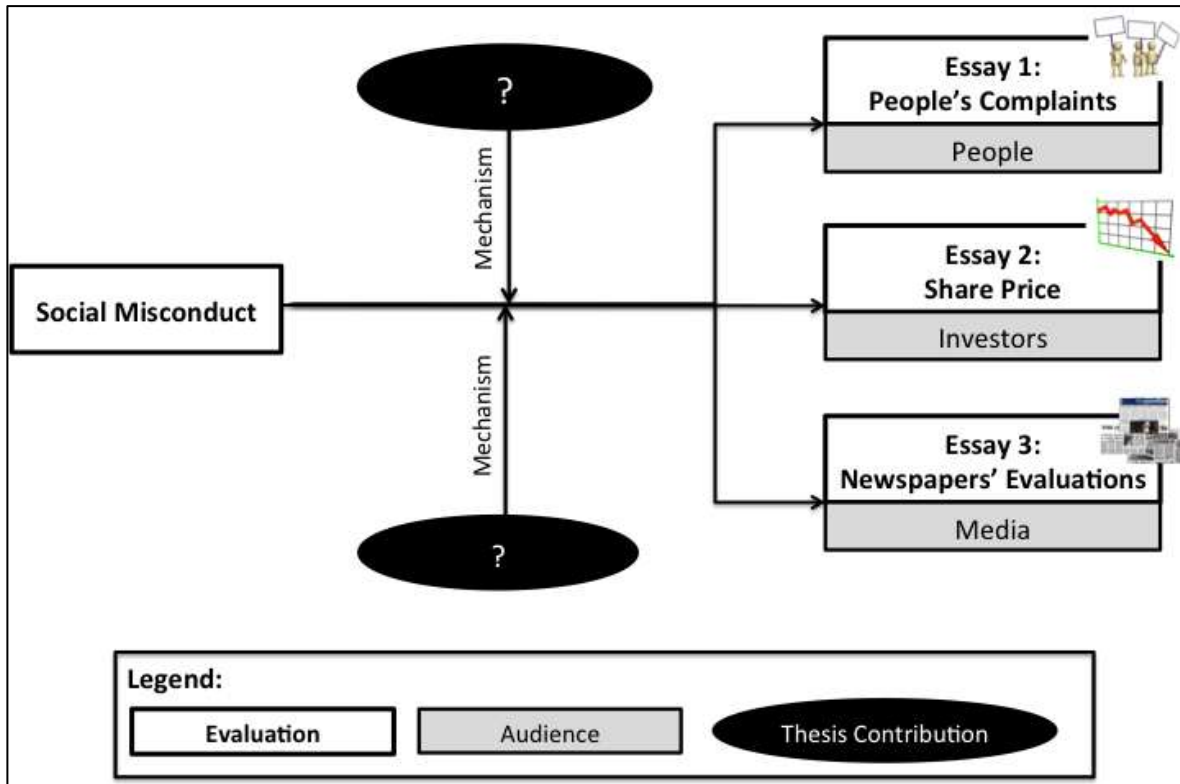 ?
Mechanism
Essay 1:
People’s Complaints
People
Essay 2:
Share Price
Investors
Social Misconduct
Essay 3:
Newspapers’ Evaluations
Media
Mechanism
?
Legend:
Evaluation
Audience
Thesis Contribution